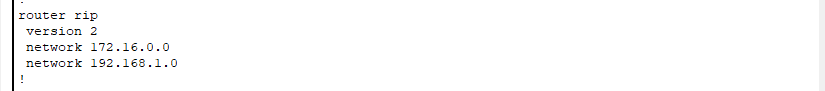 !
router rip
 version 2
 network 172.16.0.0
 network 192.168.1.0
!